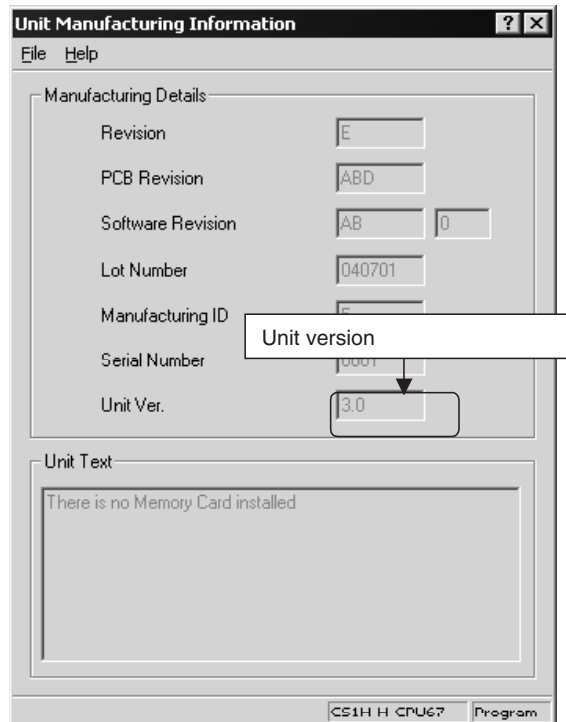 Unit Manufacturing Information
File Help
Manufacturing Details
Revision E
PCB Revision ABD
Software Revision AB 0
Lot Number 040701
Manufacturing ID
Unit version
Serial Number 0001
Unit Ver. 3.0
Unit Text
There is no Memory Card installed
CS1H-H CPU67 Program